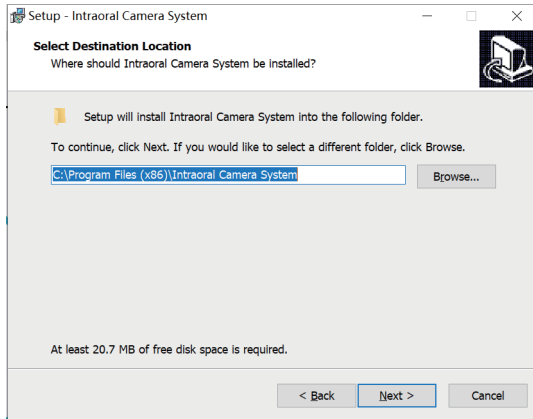 Setup - Intraoral Camera System
Select Destination Location
Where should Intraoral Camera System be installed?
Setup will install Intraoral Camera System into the following folder.
To continue, click Next. If you would like to select a different folder, click Browse.
C:\Program Files (x86)\Intraoral Camera System
Browse...
At least 20.7 MB of free disk space is required.
< Back
Next >
Cancel